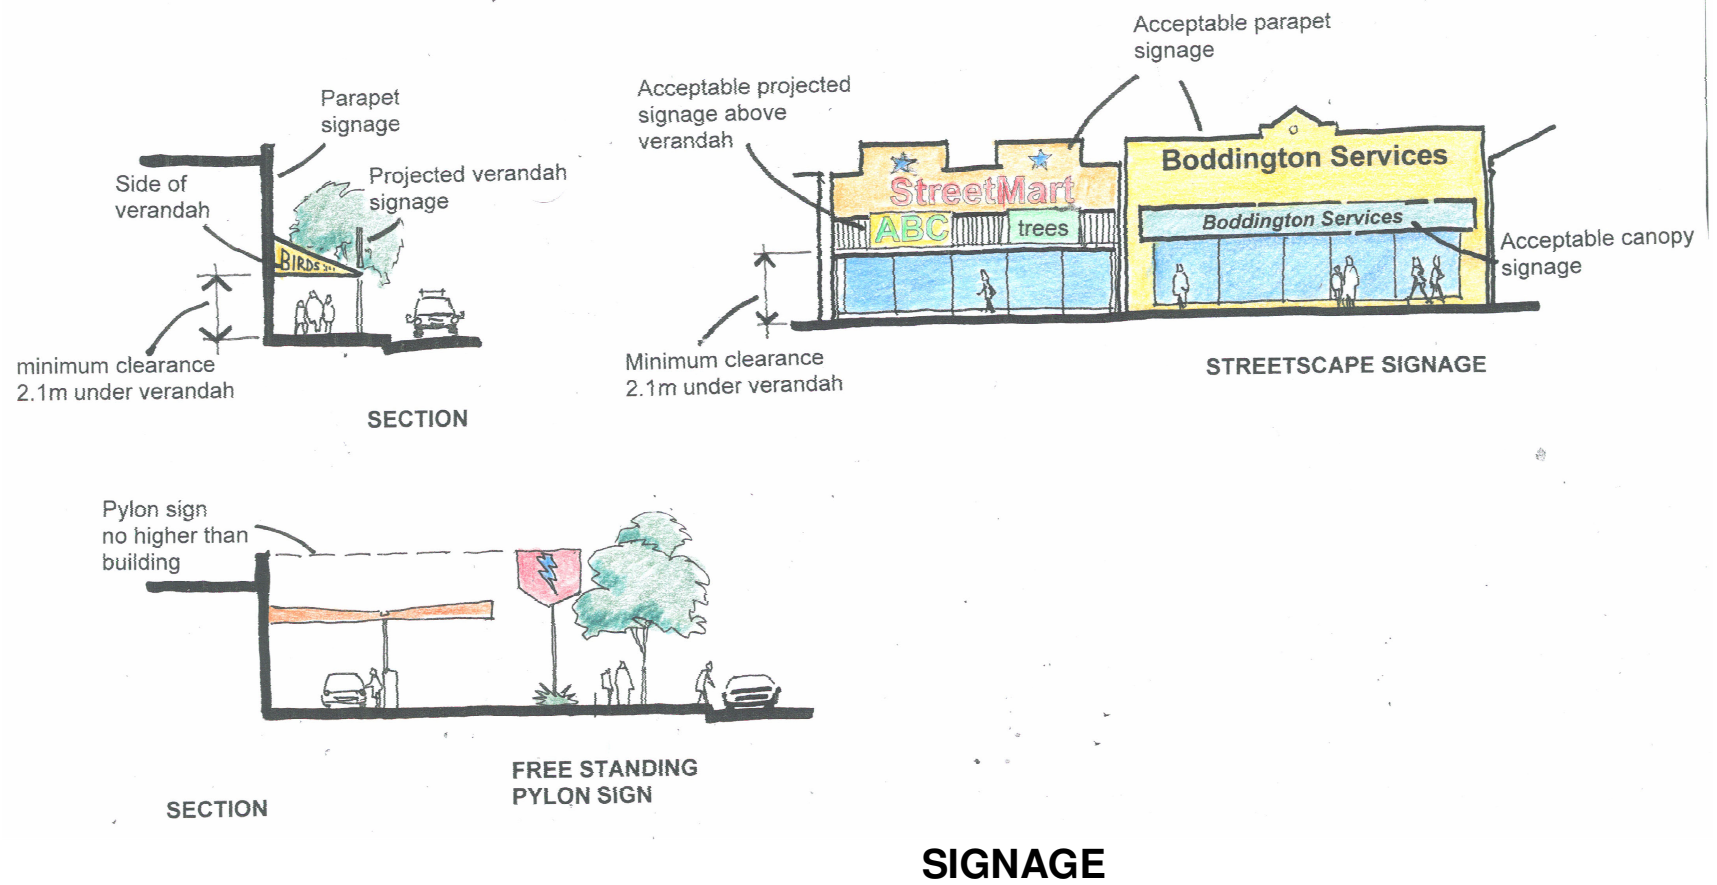 Parapet
signage
Side of
verandah
Projected verandah
signage
BIRDS
minimum clearance
2.1m under verandah
SECTION
Acceptable parapet
signage
Acceptable projected
signage above
verandah
StreetMart
ABC
trees
Boddington Services
Boddington Services
Acceptable canopy
signage
Minimum clearance
2.1m under verandah
STREETSCAPE SIGNAGE
Pylon sign
no higher than
building
FREE STANDING
PYLON SIGN
SECTION
SIGNAGE